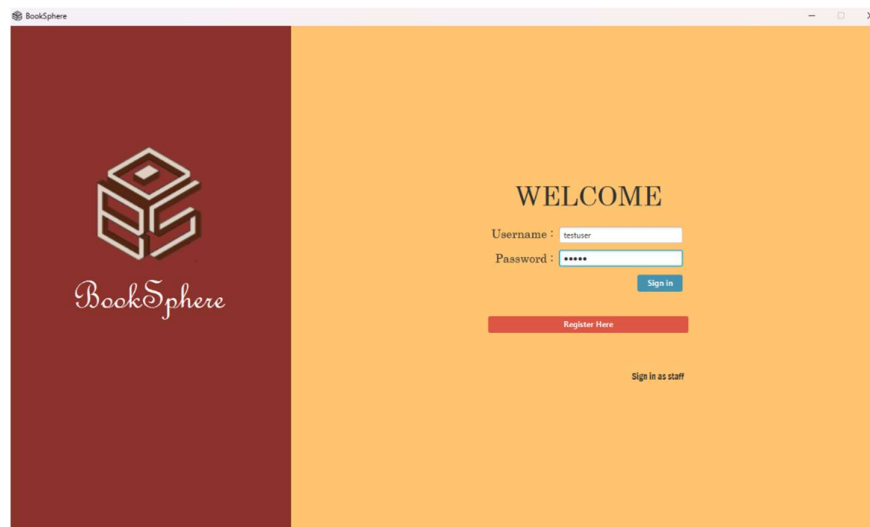 BookSphere
BookSphere
WELCOME
Username :
testuser
Password :
•••••
Sign in
Register Here
Sign in as staff